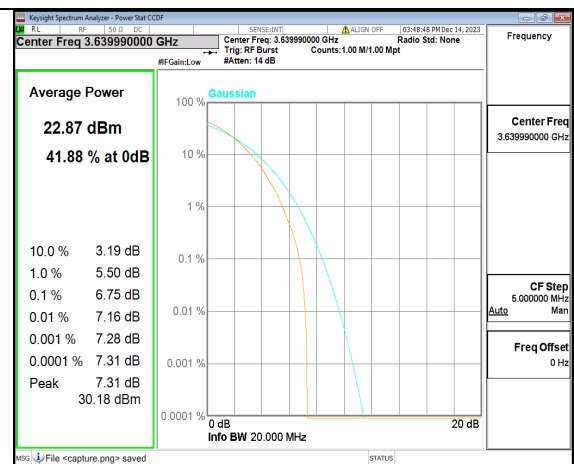 Keysight Spectrum Analyzer - Power Stat CCDF
RL RF 50 Ω DC SENSE:INT ALIGN OFF 03:48:48 PM Dec 14, 2023
Center Freq 3.639990000 GHz
Center Freq: 3.639990000 GHz Radio Std: None
Trig: RF Burst Counts:1.00 M/1.00 Mpt
#IFGain:Low #Atten: 14 dB
Frequency
Average Power
22.87 dBm
41.88 % at 0dB
10.0 % 3.19 dB
1.0 % 5.50 dB
0.1 % 6.75 dB
0.01 % 7.16 dB
0.001 % 7.28 dB
0.0001 % 7.31 dB
Peak 7.31 dB
30.18 dBm
Gaussian
100 %
10 %
1 %
0.1 %
0.01 %
0.001 %
0.0001 %
0 dB 20 dB
Info BW 20.000 MHz
Center Freq
3.639990000 GHz
CF Step
5.000000 MHz
Auto Man
Freq Offset
0 Hz
MSG File <capture.png> saved STATUS